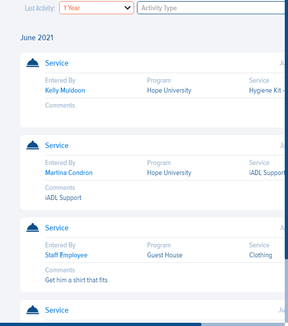 Last Activity: 1 Year Activity Type
June 2021
Service
Entered By Program Service
Kelly Muldoon Hope University Hygiene Kit -
Comments
Service
Entered By Program Service
Martina Condron Hope University iADL Support
Comments
iADL Support
Service
Entered By Program Service
Staff Employee Guest House Clothing
Comments
Get him a shirt that fits
Service